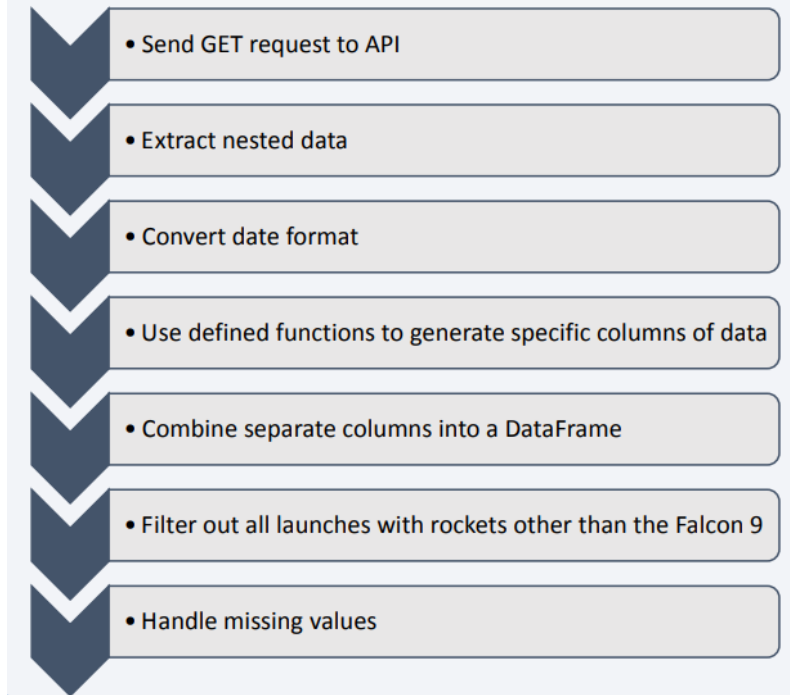 • Send GET request to API
• Extract nested data
• Convert date format
• Use defined functions to generate specific columns of data
• Combine separate columns into a DataFrame
• Filter out all launches with rockets other than the Falcon 9
• Handle missing values